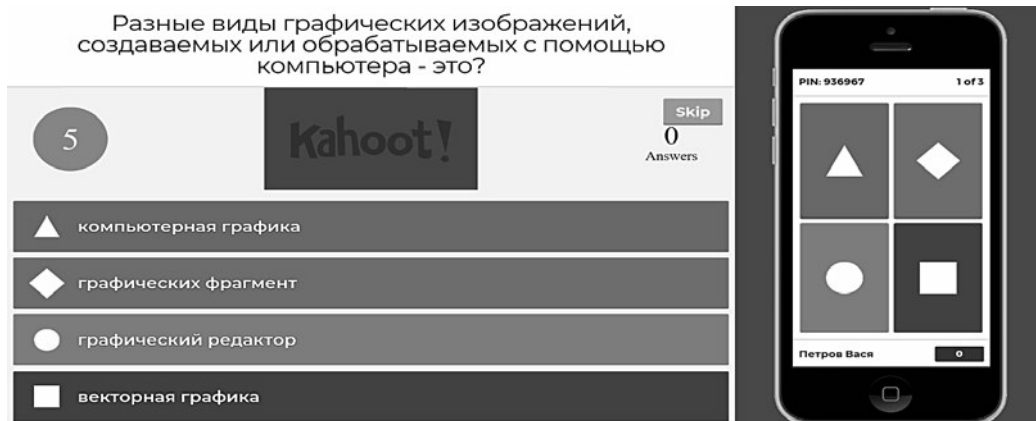 Разные виды графических изображений,
создаваемых или обрабатываемых с помощью
компьютера - это?
5
Kahoot!
Skip
0
Answers
компьютерная графика
графических фрагмент
графический редактор
векторная графика
PIN: 936967
1 of 3
Петров Вася
0